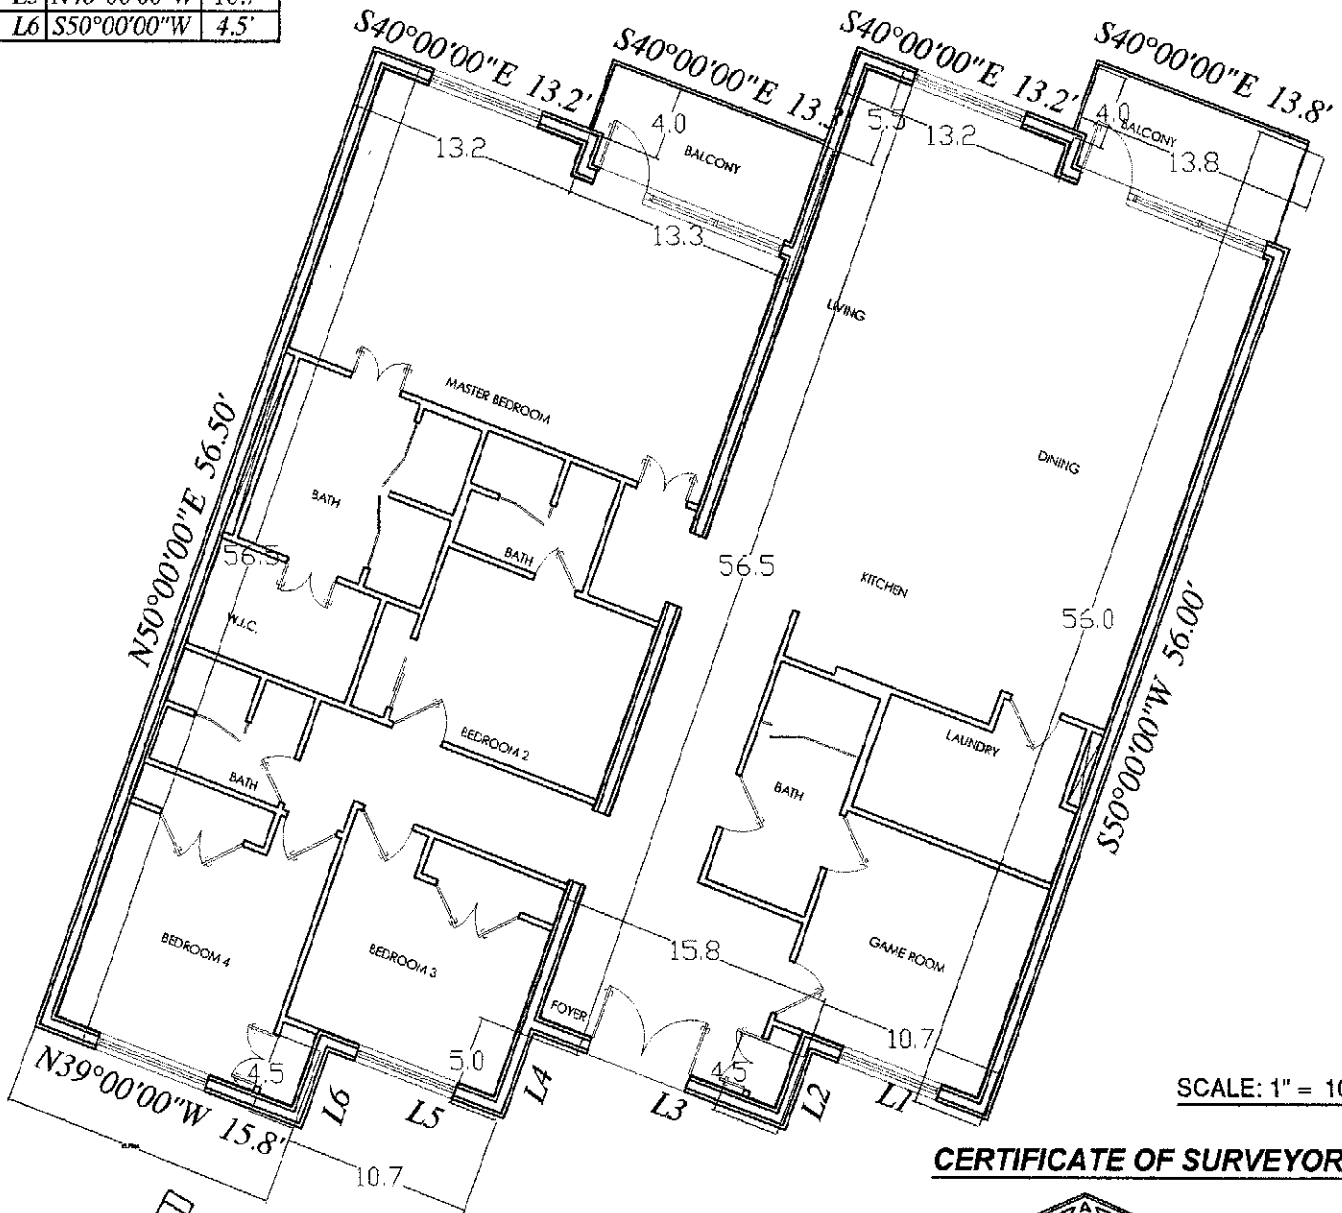 L6 S50°00'00"W 4.5'
S40°00'00"E 13.2'
S40°00'00"E
S40°00'00"E 13.2'
S40°00'00"E 13.8'
4.0
BALCONY
5.5
13.2
13.2
4.0
BALCONY
13.8
13.3
LIVING
MASTER BEDROOM
DINING
N50°00'00"E 56.50'
BATH
BATH
56.5
56.5
KITCHEN
56.0
W.I.C.
S50°00'00"W 56.00'
BEDROOM 2
LAUNDRY
BATH
BATH
BEDROOM 4
BEDROOM 3
15.8
GAME ROOM
FOYER
10.7
5.0
4.5
4.5
N39°00'00"W 15.8'
L6
L5
L4
L3
L2
L1
10.7
SCALE: 1" =
CERTIFICATE OF SURVEYOR
A